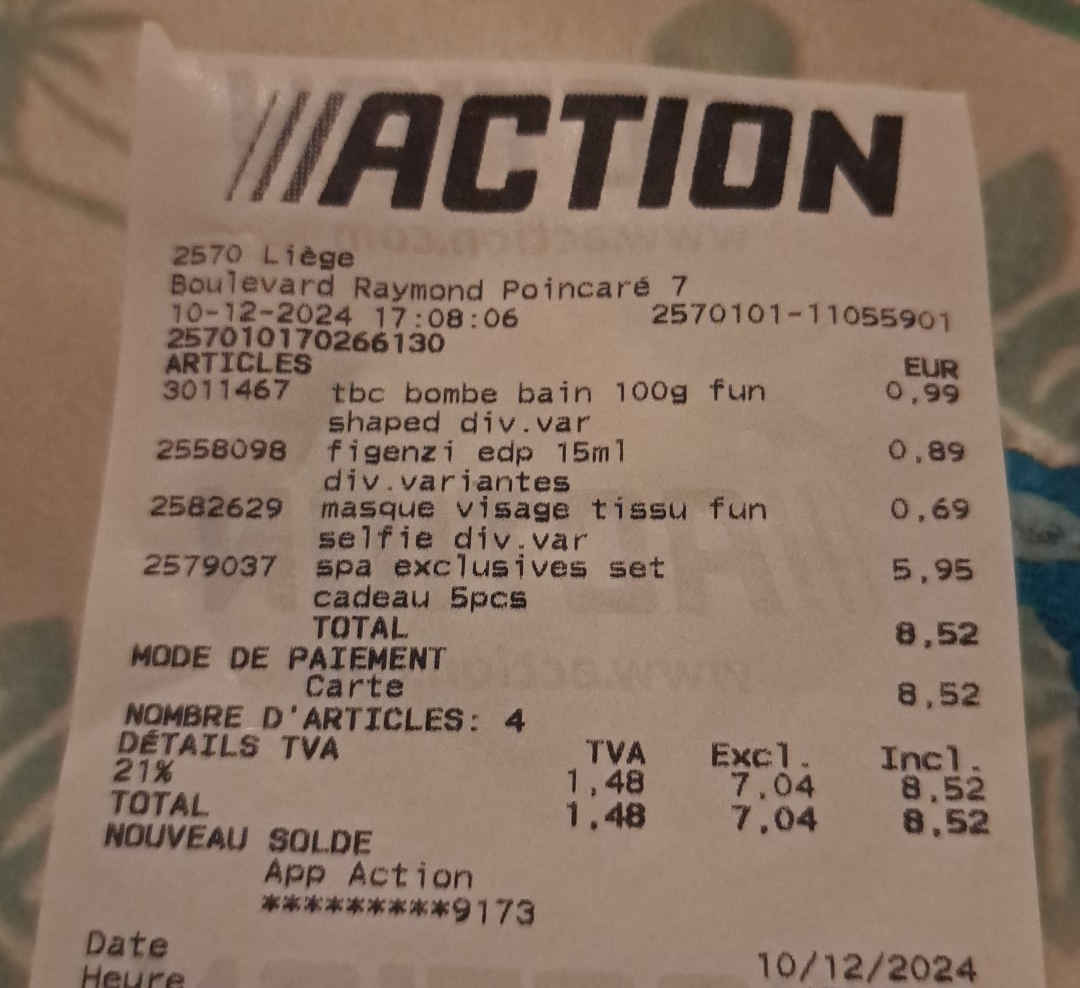 ACTION
2570 Liège
Boulevard Raymond Poincaré 7
10-12-2024 17:08:06 2570101-11055901
257010170266130
ARTICLES EUR
3011467 tbc bombe bain 100g fun 0,99
shaped div.var
2558098 figenzi edp 15ml 0,89
div.variantes
2582629 masque visage tissu fun 0,69
selfie div.var
2579037 spa exclusives set 5,95
cadeau 5pcs
TOTAL 8,52
MODE DE PAIEMENT
Carte 8,52
NOMBRE D'ARTICLES: 4
DÉTAILS TVA TVA Excl. Incl.
21% 1,48 7,04 8,52
TOTAL 1,48 7,04 8,52
NOUVEAU SOLDE
App Action
*********9173
Date 10/12/2024
Heure